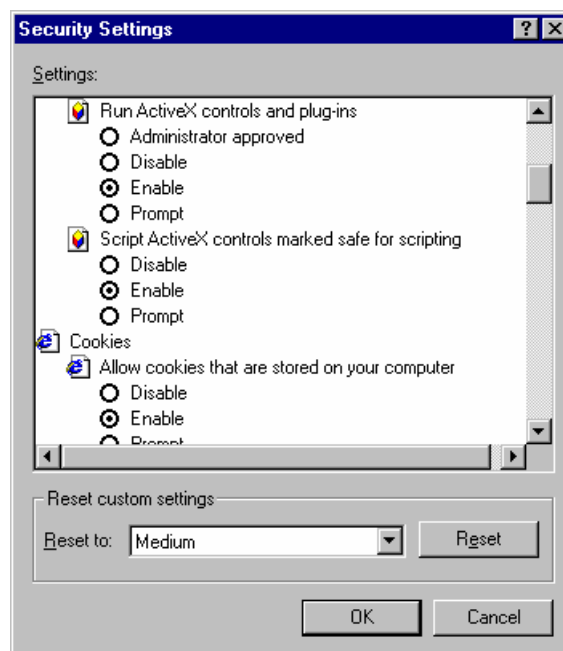 Security Settings
Settings:
Run ActiveX controls and plug-ins
Administrator approved
Disable
Enable
Prompt
Script ActiveX controls marked safe for scripting
Disable
Enable
Prompt
Cookies
Allow cookies that are stored on your computer
Disable
Enable
Prompt
Reset custom settings
Reset to: Medium Reset
OK Cancel